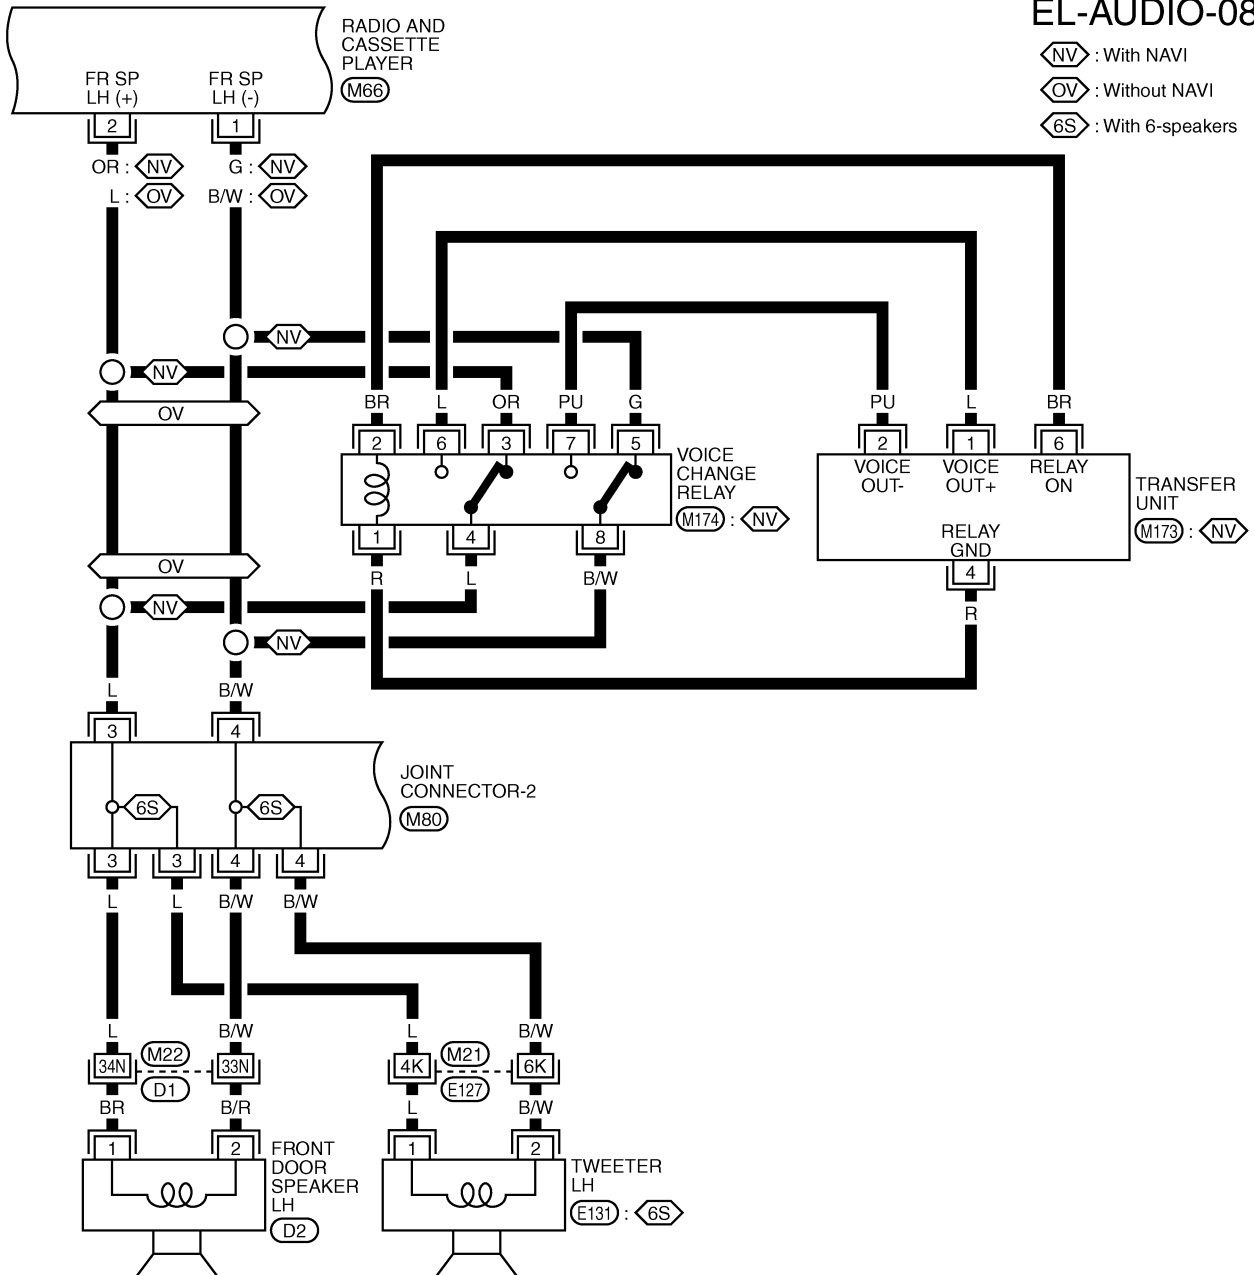 EL-AUDIO-08
NV : With NAVI
OV : Without NAVI
6S : With 6-speakers
RADIO AND
CASSETTE
PLAYER
M66
FR SP
LH (+)
FR SP
LH (-)
2 1
OR : NV G : NV
L : OV B/W : OV
NV
NV
OV
BR L OR PU G
2 6 3 7 5
VOICE
CHANGE
RELAY
M174 : NV
1 4 8
R L B/W
PU L BR
2 1 6
VOICE
OUT-
VOICE
OUT+
RELAY
ON
RELAY
GND
4
R
TRANSFER
UNIT
M173 : NV
OV
NV
NV
L B/W
3 4
6S 6S
JOINT
CONNECTOR-2
M80
3 3 4 4
L L B/W B/W
L B/W L B/W
34N M22 33N 4K M21 6K
D1 E127
BR B/R L B/W
1 2 1 2
FRONT
DOOR
SPEAKER
LH
D2
TWEETER
LH
E131 : 6S